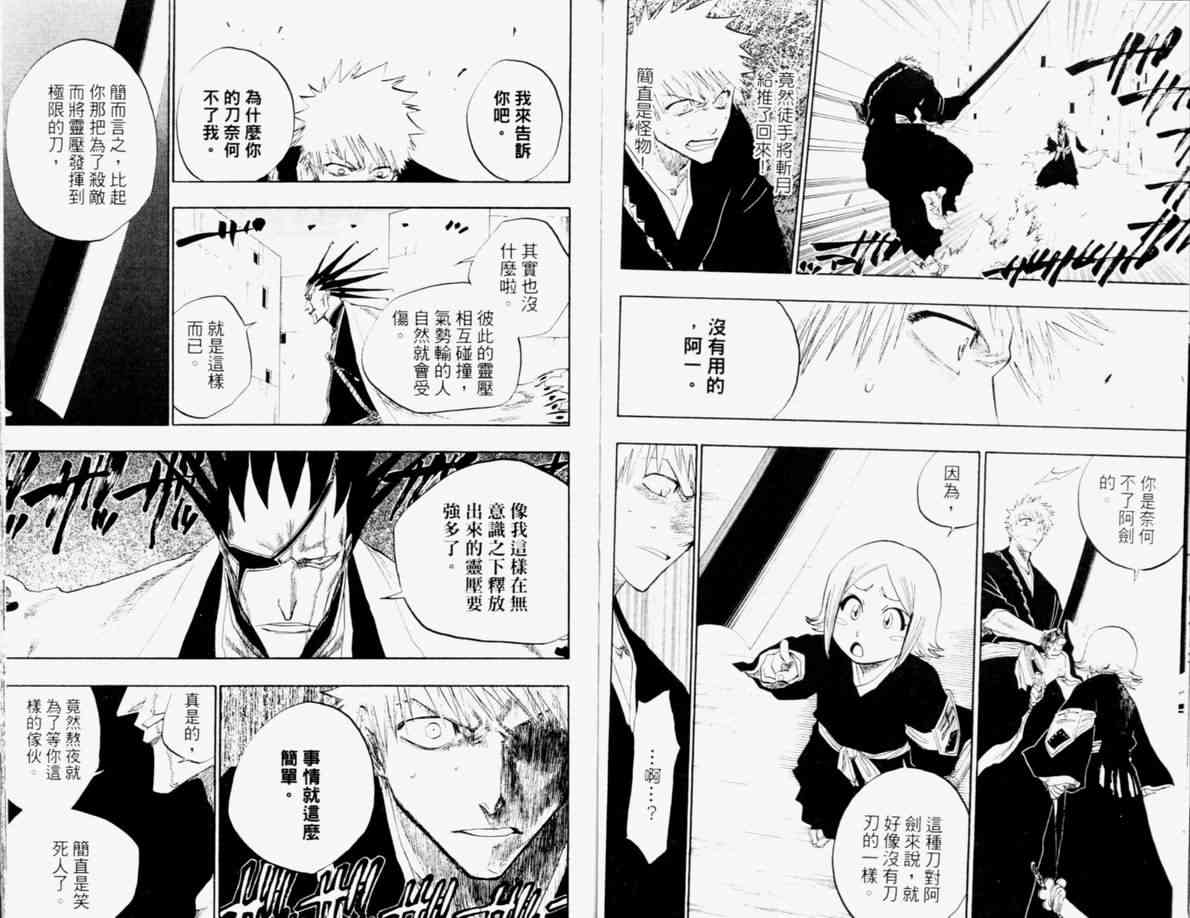 竟然徒手將斬月
給推了回來—
簡直是怪物—
沒有用的
，阿一。
你是奈何
不了阿劍
的。
因為，
這種刀對阿
劍來說，就
好像沒有刀
刃的一樣。
…啊…？
我來告訴
你吧。
為什麼你
的刀奈何
不了我。
其實也沒
什麼啦。
彼此的靈壓
相互碰撞，
氣勢輸的人
自然就會受
傷。
就是這樣
而已。
簡而言之，比起
你那把為了殺敵
而將靈壓發揮到
極限的刀，
像我這樣在無
意識之下釋放
出來的靈壓要
強多了。
事情就這麼
簡單。
真是的，
竟然熬夜就
為了等你這
樣的傢伙。
簡直是笑
死人了。